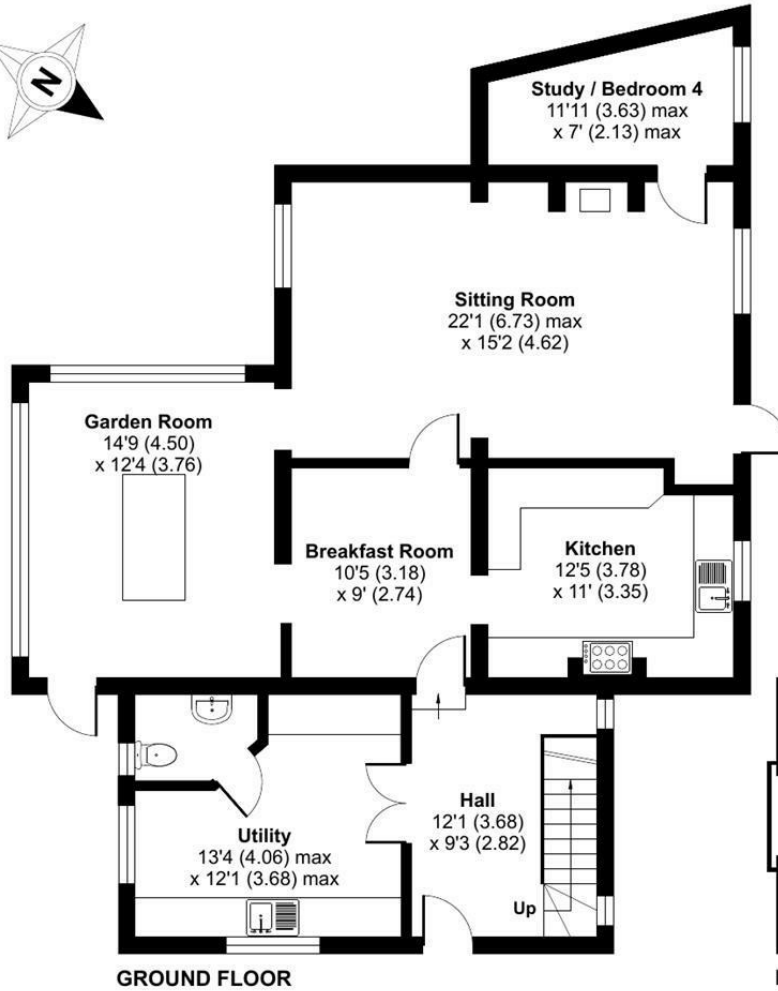 N
Study / Bedroom 4
11'11 (3.63) max
x 7' (2.13) max
Sitting Room
22'1 (6.73) max
x 15'2 (4.62)
Garden Room
14'9 (4.50)
x 12'4 (3.76)
Breakfast Room
10'5 (3.18)
x 9' (2.74)
Kitchen
12'5 (3.78)
x 11' (3.35)
Hall
12'1 (3.68)
x 9'3 (2.82)
Utility
13'4 (4.06) max
x 12'1 (3.68) max
Up
GROUND FLOOR